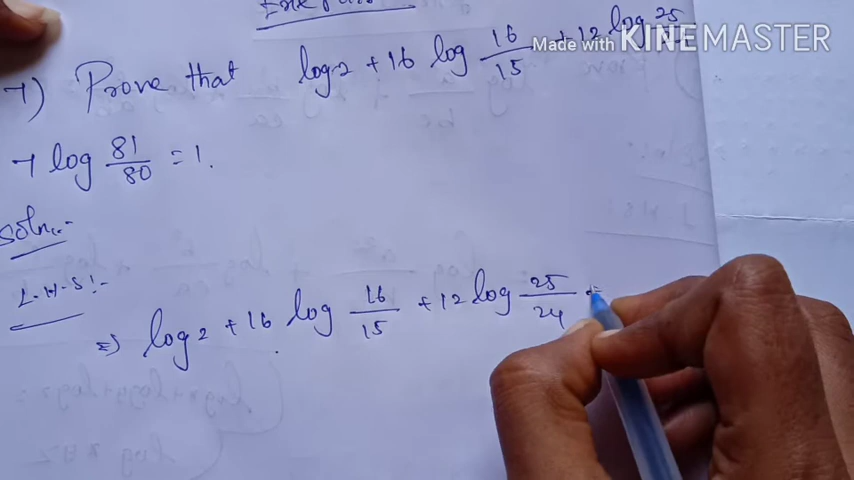 7) Prove that log 2 + 16 log 16/15 + 12 log 25
Made with KINEMASTER
7 log 81/80 = 1.
Soln:-
L.H.S!-
=> log 2 + 16 log 16/15 + 12 log 25/24